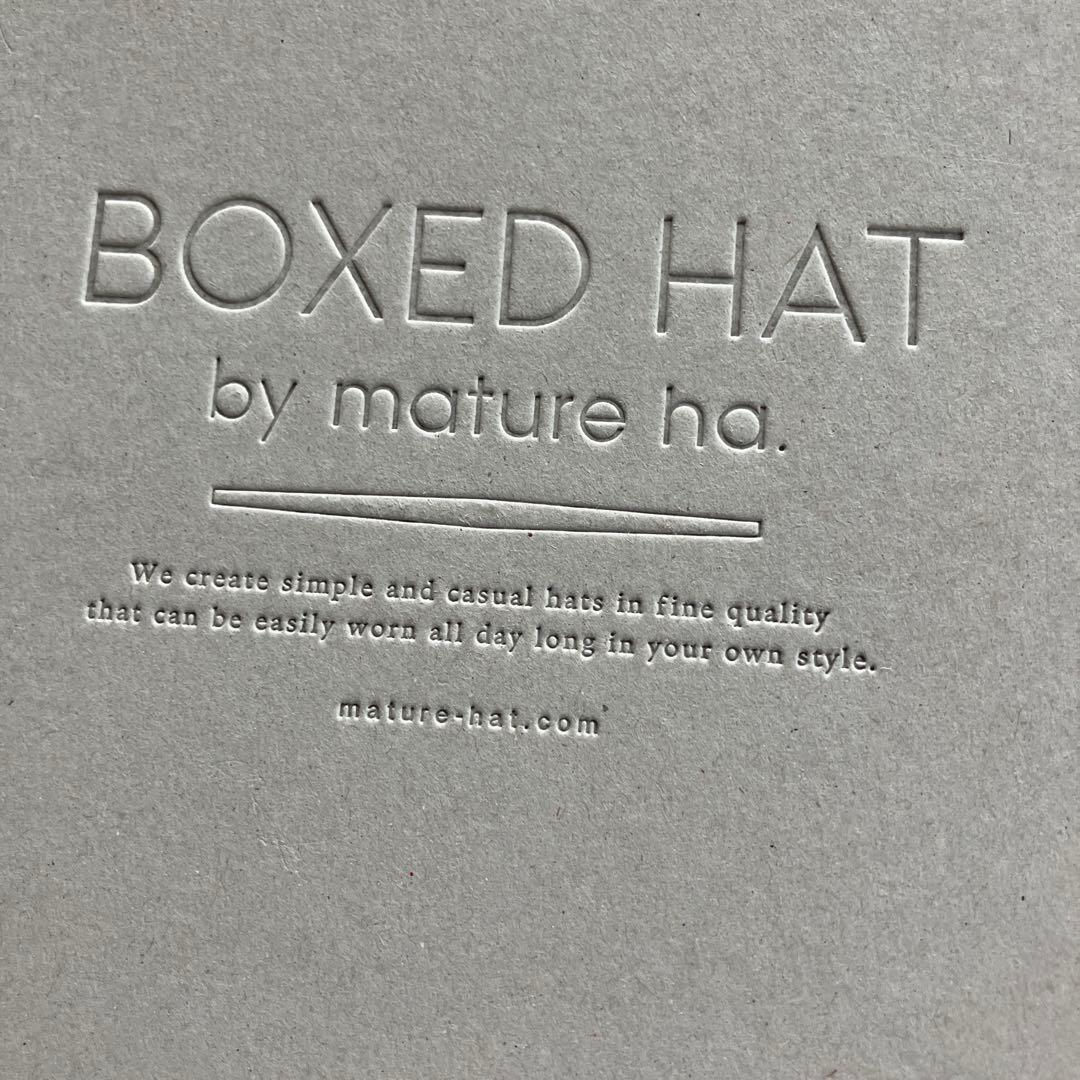 BOXED HAT
by mature ha.
We create simple and casual hats in fine quality
that can be easily worn all day long in your own style.
mature-hat.com